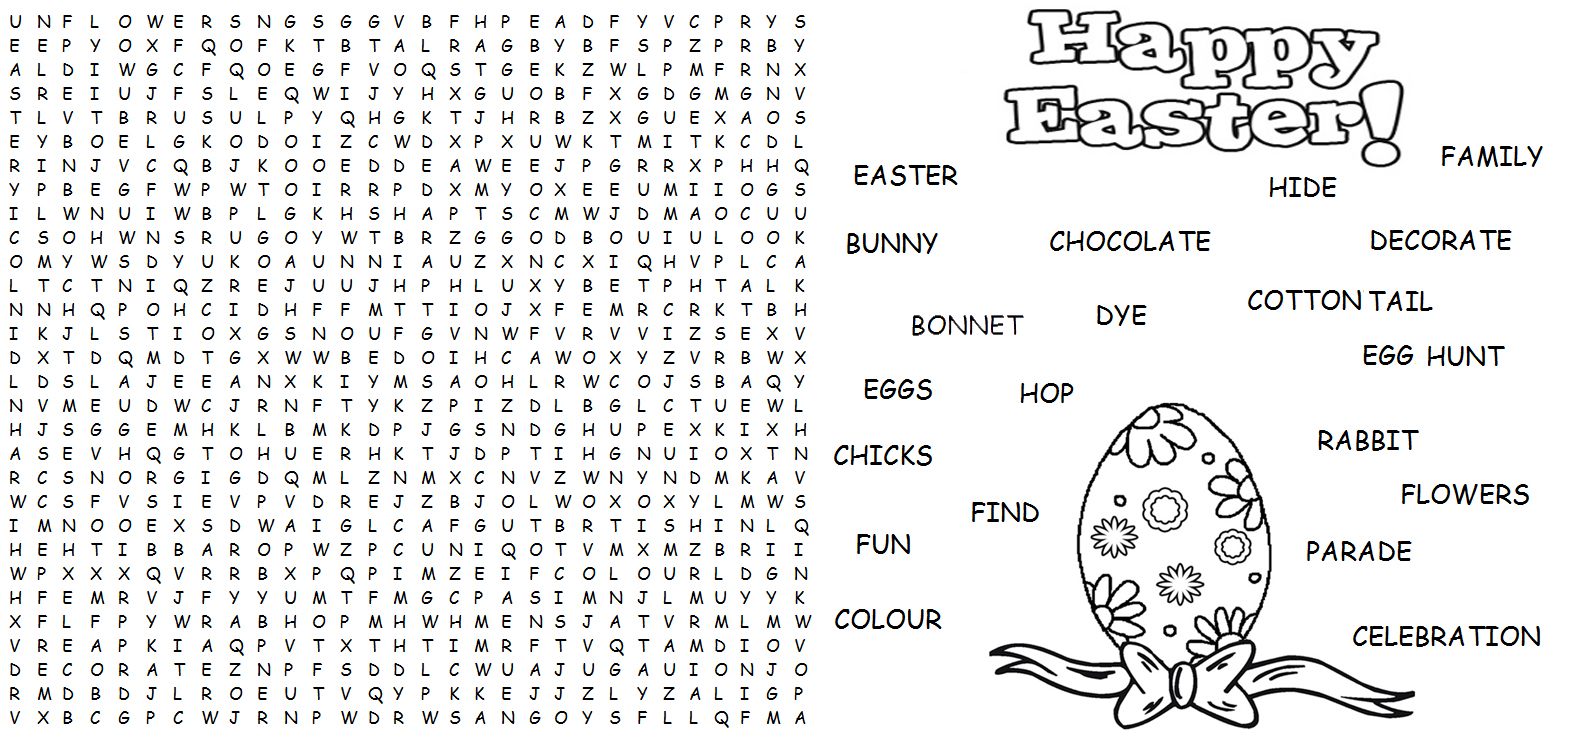 U N F L O W E R S N G S G G V B F H P E A D F Y V C P R Y S
E E P Y O X F Q O F K T B T A L R A G B Y B F S P Z P R B Y
A L D I W G C F Q O E G F V O Q S T G E K Z W L P M F R N X
S R E I U J F S L E Q W I J Y H X G U O B F X G D G M G N V
T L V T B R U S U L P Y Q H G K T J H R B Z X G U E X A O S
E Y B O E L G K O D O I Z C W D X P X U W K T M I T K C D L
R I N J V C Q B J K O O E D D E A W E E J P G R R X P H H Q
Y P B E G F W P W T O I R R P D X M Y O X E E U M I I O G S
I L W N U I W B P L G K H S H A P T S C M W J D M A O C U U
C S O H W N S R U G O Y W T B R Z G G O D B O U I U L O O K
O M Y W S D Y U K O A U N N I A U Z X N C X I Q H V P L C A
L T C T N I Q Z R E J U U J H P H L U X Y B E T P H T A L K
N N H Q P O H C I D H F F M T T I O J X F E M R C R K T B H
I K J L S T I O X G S N O U F G V N W F V R V V I Z S E X V
D X T D Q M D T G X W W B E D O I H C A W O X Y Z V R B W X
L D S L A J E E A N X K I Y M S A O H L R W C O J S B A Q Y
N V M E U D W C J R N F T Y K Z P I Z D L B G L C T U E W L
H J S G G E M H K L B M K D P J G S N D G H U P E X K I X H
A S E V H Q G T O H U E R H K T J D P T I H G N U I O X T N
R C S N O R G I G D Q M L Z N M X C N V Z W N Y N D M K A V
W C S F V S I E V P V D R E J Z B J O L W O X O X Y L M W S
I M N O O E X S D W A I G L C A F G U T B R T I S H I N L Q
H E H T I B B A R O P W Z P C U N I Q O T V M X M Z B R I I
W P X X X Q V R R B X P Q P I M Z E I F C O L O U R L D G N
H F E M R V J F Y Y U M T F M G C P A S I M N J L M U Y Y K
X F L F P Y W R A B H O P M H W H M E N S J A T V R M L M W
V R E A P K I A Q P V T X T H T I M R F T V Q T A M D I O V
D E C O R A T E Z N P F S D D L C W U A J U G A U I O N J O
R M D B D J L R O E U T V Q Y P K K E J J Z L Y Z A L I G P
V X B C G P C W J R N P W D R W S A N G O Y S F L L Q F M A
Happy
Easter!
FAMILY
EASTER
HIDE
BUNNY
CHOCOLATE
DECORATE
COTTON TAIL
BONNET
DYE
EGG HUNT
EGGS
HOP
RABBIT
CHICKS
FLOWERS
FIND
FUN
PARADE
COLOUR
CELEBRATION